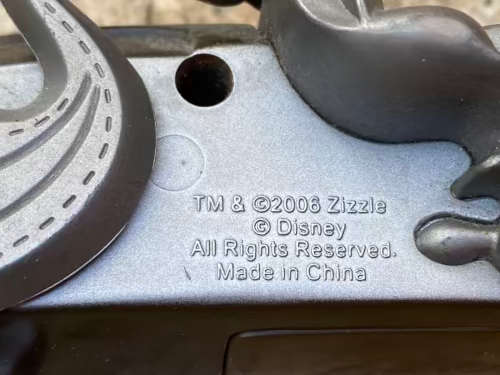 TM & ©2006 Zizzle
© Disney
All Rights Reserved.
Made in China